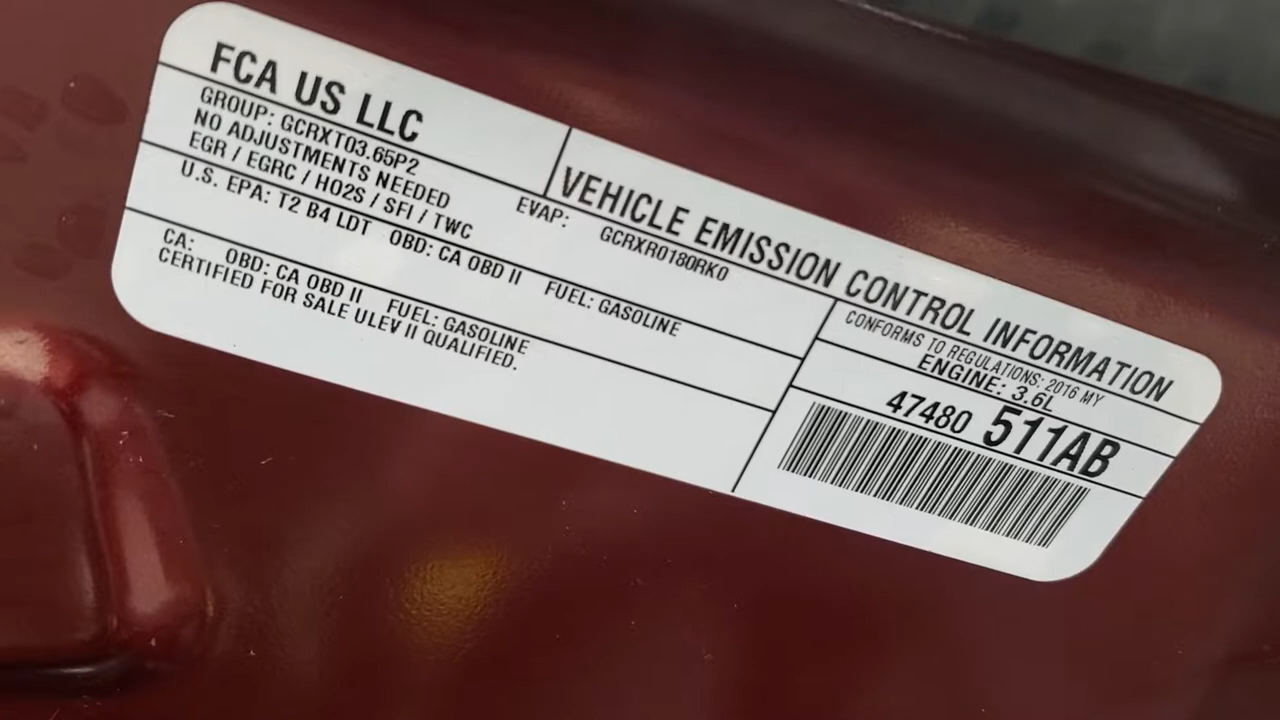 FCA US LLC
VEHICLE EMISSION CONTROL INFORMATION
GROUP: GCRXT03.65P2
EVAP: GCRXR0180RK0
NO ADJUSTMENTS NEEDED
EGR / EGRC / HO2S / SFI / TWC
U.S. EPA: T2 B4 LDT OBD: CA OBD II FUEL: GASOLINE
CA: OBD: CA OBD II FUEL: GASOLINE
CERTIFIED FOR SALE ULEV II QUALIFIED.
CONFORMS TO REGULATIONS: 2016 MY
ENGINE: 3.6L
47480 511AB